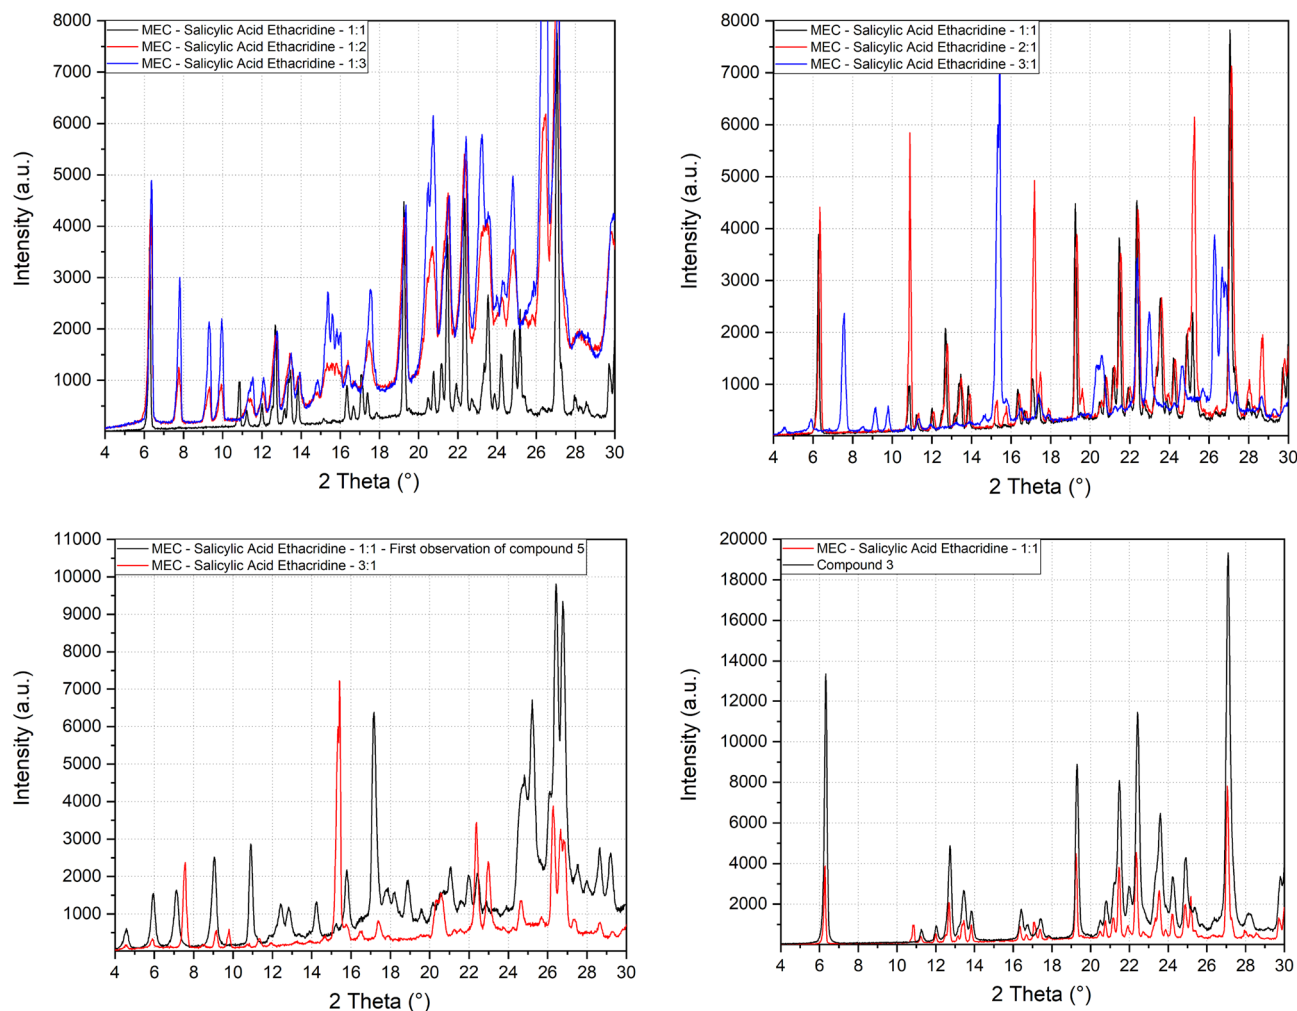 8000
7000
6000
5000
4000
3000
2000
1000
Intensity (a.u.)
MEC - Salicylic Acid Ethacridine - 1:1
MEC - Salicylic Acid Ethacridine - 1:2
MEC - Salicylic Acid Ethacridine - 1:3
4 6 8 10 12 14 16 18 20 22 24 26 28 30
2 Theta (°)
8000
7000
6000
5000
4000
3000
2000
1000
Intensity (a.u.)
MEC - Salicylic Acid Ethacridine - 1:1
MEC - Salicylic Acid Ethacridine - 2:1
MEC - Salicylic Acid Ethacridine - 3:1
4 6 8 10 12 14 16 18 20 22 24 26 28 30
2 Theta (°)
11000
10000
9000
8000
7000
6000
5000
4000
3000
2000
1000
Intensity (a.u.)
MEC - Salicylic Acid Ethacridine - 1:1 - First observation of compound 5
MEC - Salicylic Acid Ethacridine - 3:1
4 6 8 10 12 14 16 18 20 22 24 26 28 30
2 Theta (°)
20000
18000
16000
14000
12000
10000
8000
6000
4000
2000
Intensity (a.u.)
MEC - Salicylic Acid Ethacridine - 1:1
Compound 3
4 6 8 10 12 14 16 18 20 22 24 26 28 30
2 Theta (°)